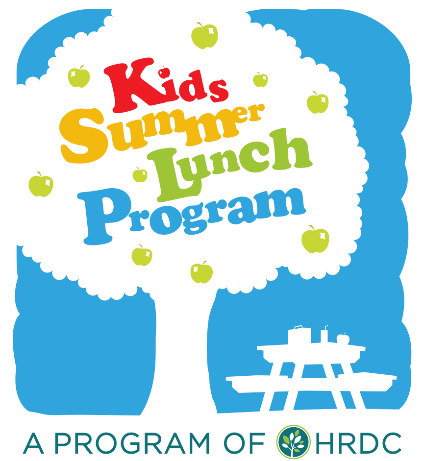 Kids
Summer
Lunch
Program
A PROGRAM OF HRDC